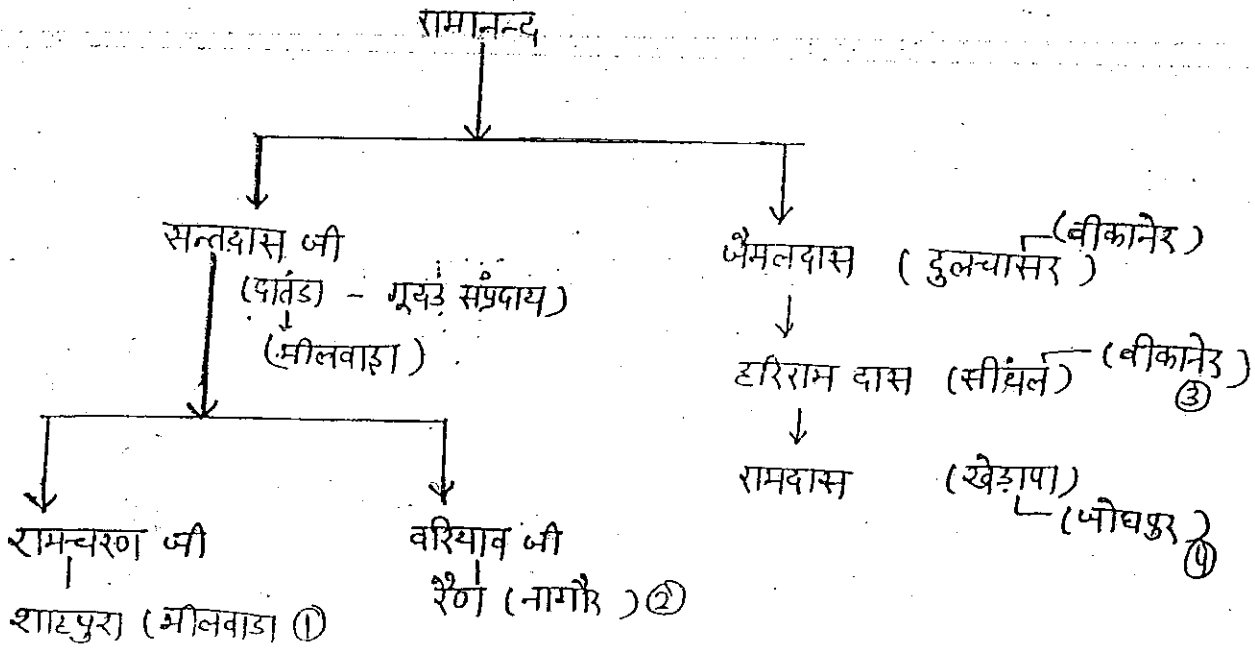 रामानन्द
सन्तदास जी
(दातंडा - गूदड़ संप्रदाय)
(भीलवाड़ा)
जैमलदास (दुलचासर) (बीकानेर)
हरिराम दास (सींथल) (बीकानेर)
③
रामदास (खेड़ापा)
(जोधपुर)
④
रामचरण जी
शाहपुरा (भीलवाडा ①
दरियाव जी
रैण (नागौर) ②